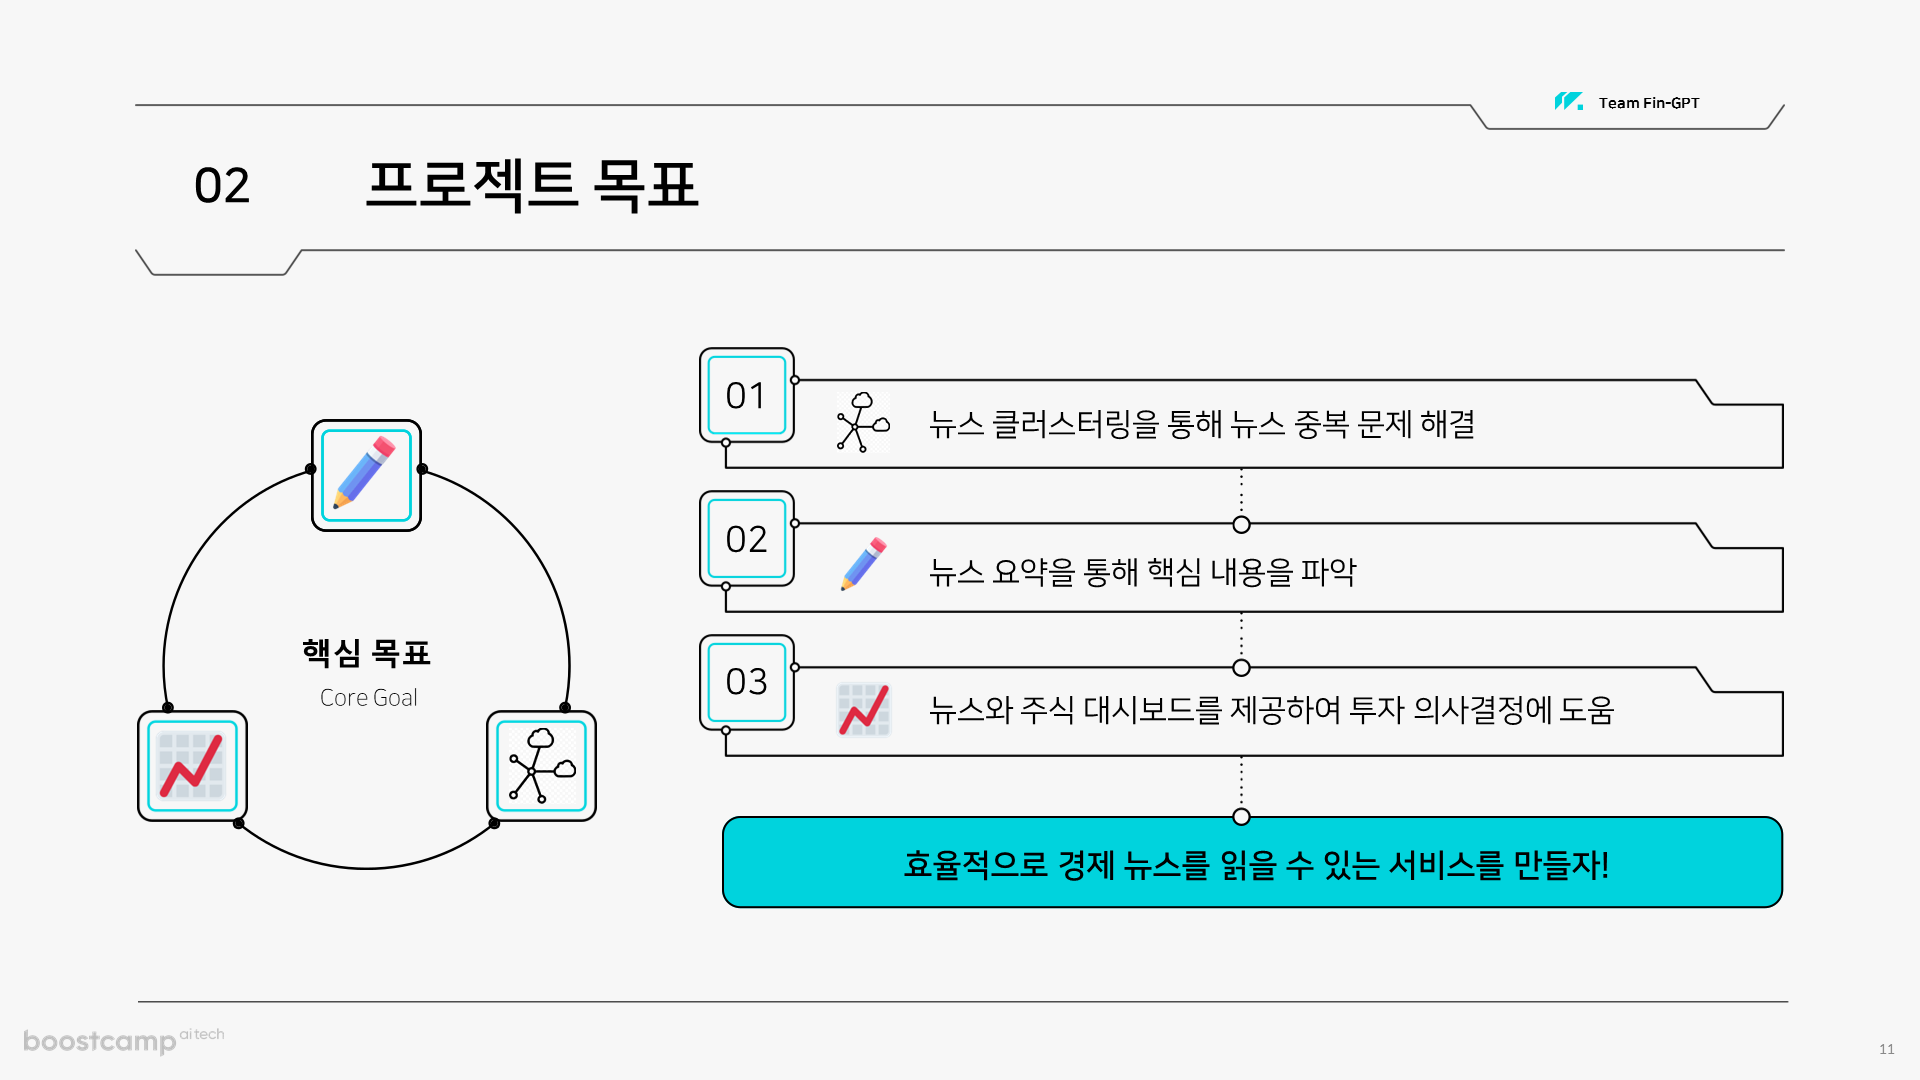 Team Fin-GPT
02
프로젝트 목표
핵심 목표
Core Goal
01
뉴스 클러스터링을 통해 뉴스 중복 문제 해결
02
뉴스 요약을 통해 핵심 내용을 파악
03
뉴스와 주식 대시보드를 제공하여 투자 의사결정에 도움
효율적으로 경제 뉴스를 읽을 수 있는 서비스를 만들자!
boostcamp ai tech
11